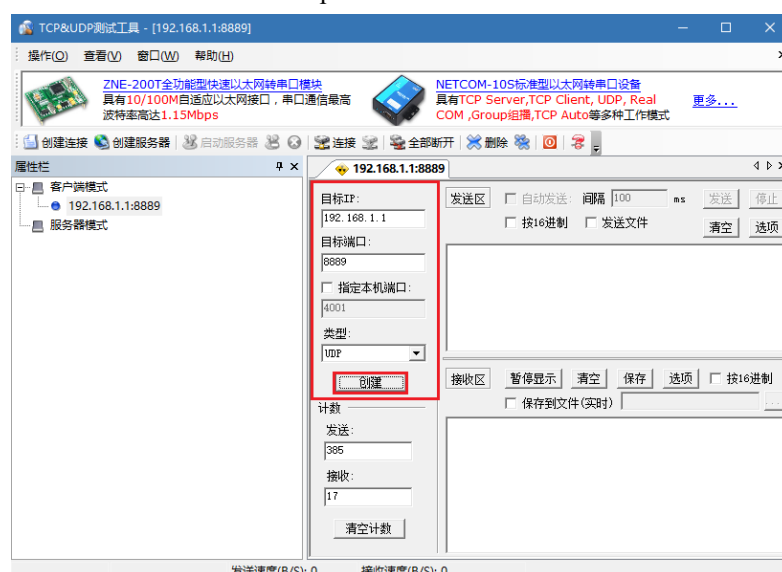 TCP&UDP测试工具 - [192.168.1.1:8889]
操作(O) 查看(V) 窗口(W) 帮助(H)
ZNE-200T全功能型快速以太网转串口模块
具有10/100M自适应以太网接口，串口通信最高
波特率高达1.15Mbps
NETCOM-10S标准型以太网转串口设备
具有TCP Server,TCP Client, UDP, Real
COM ,Group组播,TCP Auto等多种工作模式
更多...
创建连接 创建服务器 启动服务器 连接 全部断开 删除
属性栏
客户端模式
192.168.1.1:8889
服务器模式
192.168.1.1:8889
目标IP:
192.168.1.1
目标端口:
8889
指定本机端口:
4001
类型:
UDP
创建
计数
发送:
385
接收:
17
清空计数
发送区 自动发送: 间隔 100 ms 发送 停止
按16进制 发送文件 清空 选项
接收区 暂停显示 清空 保存 选项 按16进制
保存到文件(实时) ...
发送速度(B/S): 0 接收速度(B/S): 0